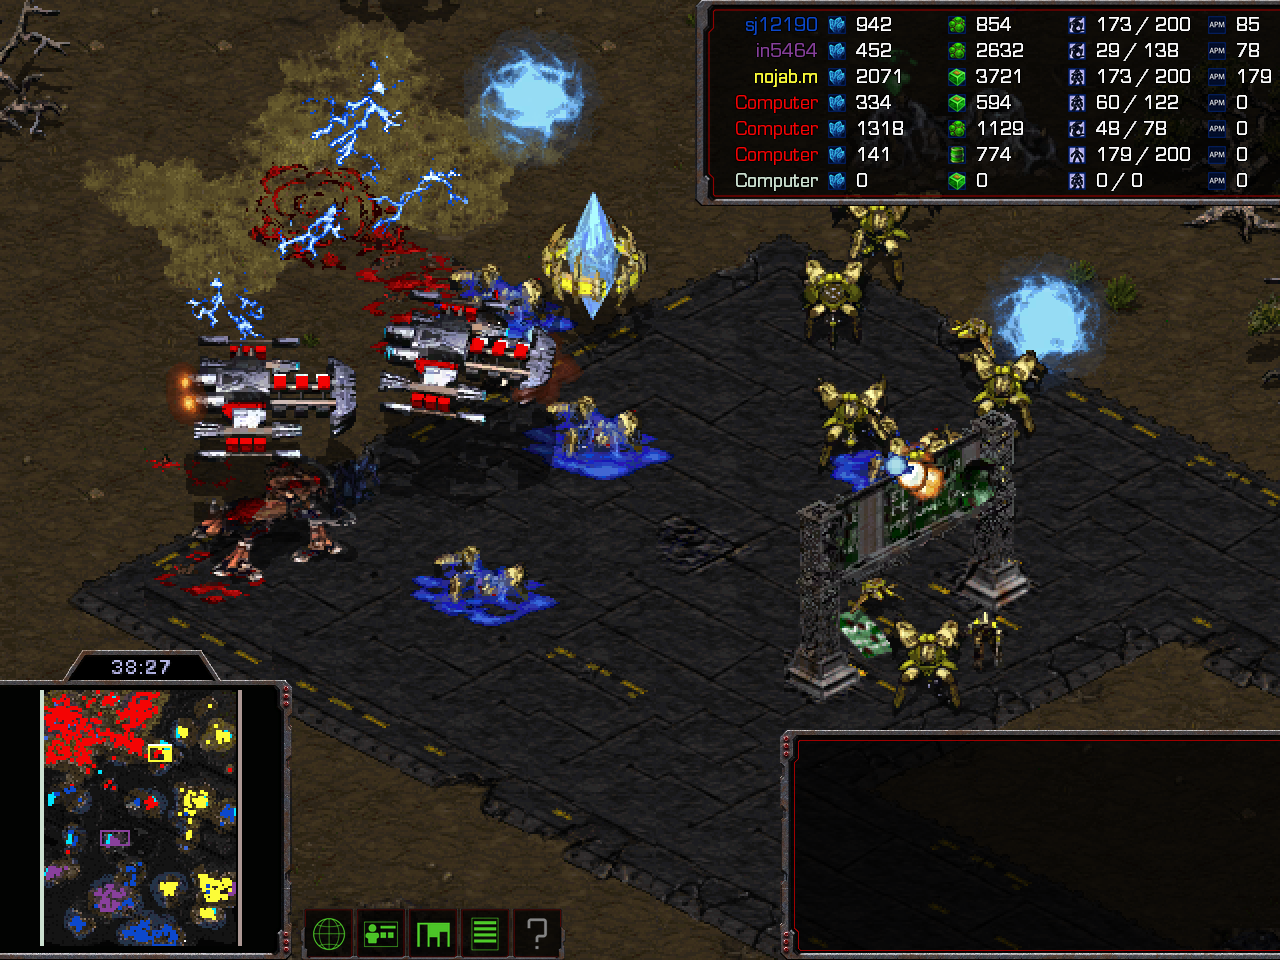 sj12190 942 854 173 / 200 APM 85
in5464 452 2632 29 / 138 APM 78
nojab.m 2071 3721 173 / 200 APM 179
Computer 334 594 60 / 122 APM 0
Computer 1318 1129 48 / 78 APM 0
Computer 141 774 179 / 200 APM 0
Computer 0 0 0 / 0 APM 0
38:27
?